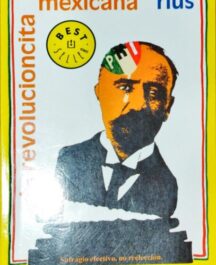 mexicana rius
revolucioncita
BEST
SELLER
PRI
Sufragio efectivo, no reelección.